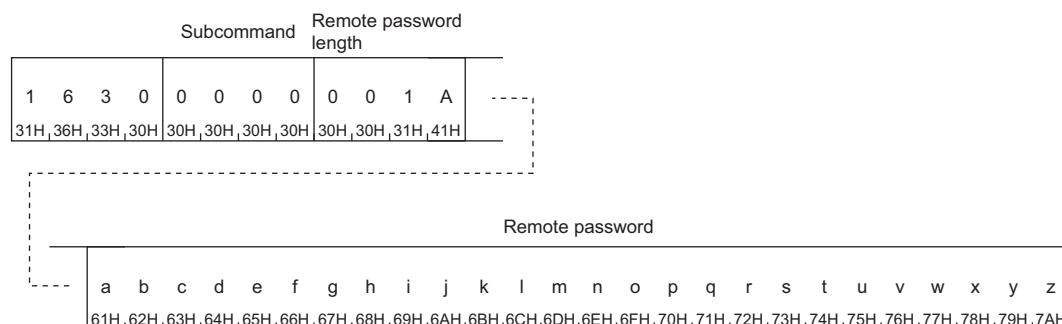 Subcommand Remote password length
1 6 3 0 0 0 0 0 0 0 1 A
31H 36H 33H 30H 30H 30H 30H 30H 30H 30H 31H 41H
Remote password
a b c d e f g h i j k l m n o p q r s t u v w x y z
61H 62H 63H 64H 65H 66H 67H 68H 69H 6AH 6BH 6CH 6DH 6EH 6FH 70H 71H 72H 73H 74H 75H 76H 77H 78H 79H 7A